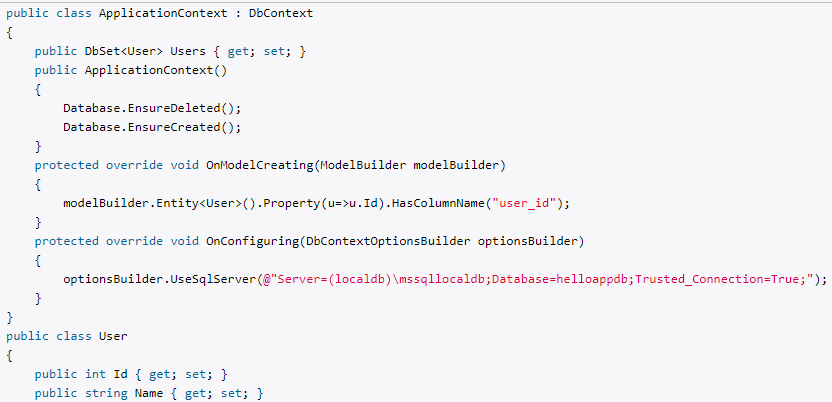 public class ApplicationContext : DbContext
{
    public DbSet<User> Users { get; set; }
    public ApplicationContext()
    {
        Database.EnsureDeleted();
        Database.EnsureCreated();
    }
    protected override void OnModelCreating(ModelBuilder modelBuilder)
    {
        modelBuilder.Entity<User>().Property(u=>u.Id).HasColumnName("user_id");
    }
    protected override void OnConfiguring(DbContextOptionsBuilder optionsBuilder)
    {
        optionsBuilder.UseSqlServer(@"Server=(localdb)\mssqllocaldb;Database=helloappdb;Trusted_Connection=True;");
    }
}
public class User
{
    public int Id { get; set; }
    public string Name { get; set; }